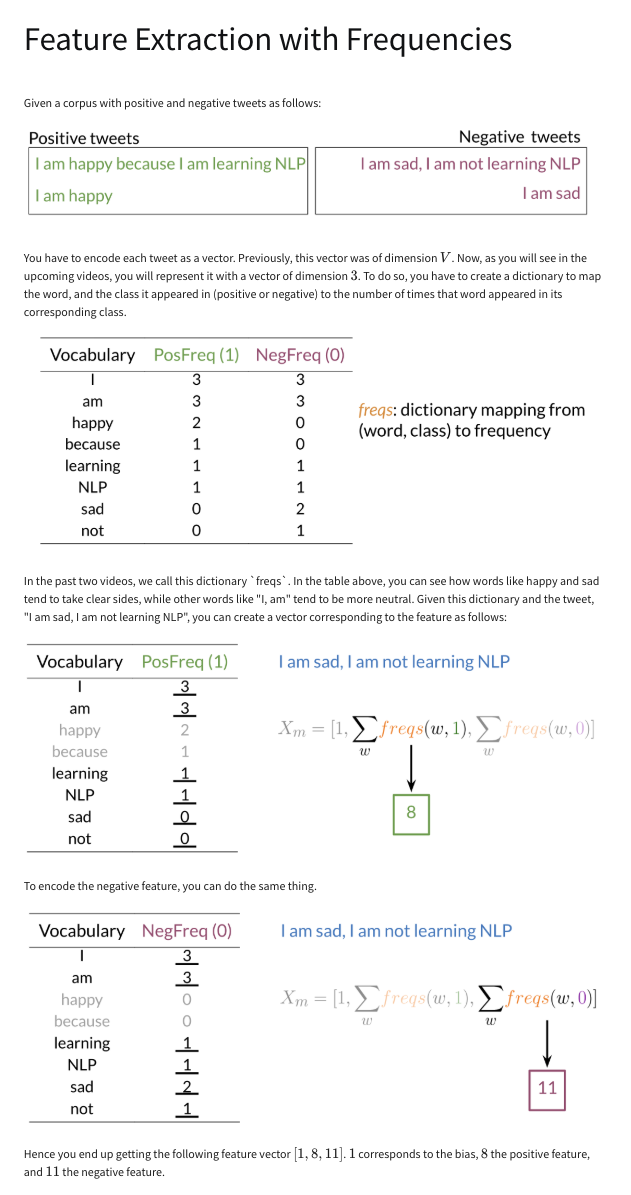 Feature Extraction with Frequencies
Given a corpus with positive and negative tweets as follows:
Positive tweets Negative tweets
I am happy because I am learning NLP I am sad, I am not learning NLP
I am happy I am sad
You have to encode each tweet as a vector. Previously, this vector was of dimension V. Now, as you will see in the
upcoming videos, you will represent it with a vector of dimension 3. To do so, you have to create a dictionary to map
the word, and the class it appeared in (positive or negative) to the number of times that word appeared in its
corresponding class.
Vocabulary PosFreq (1) NegFreq (0)
I 3 3
am 3 3
happy 2 0
because 1 0
learning 1 1
NLP 1 1
sad 0 2
not 0 1
freqs: dictionary mapping from
(word, class) to frequency
In the past two videos, we call this dictionary `freqs`. In the table above, you can see how words like happy and sad
tend to take clear sides, while other words like "I, am" tend to be more neutral. Given this dictionary and the tweet,
"I am sad, I am not learning NLP", you can create a vector corresponding to the feature as follows:
Vocabulary PosFreq (1)
I 3
am 3
happy 2
because 1
learning 1
NLP 1
sad 0
not 0
I am sad, I am not learning NLP
Xm = [1, ∑w freqs(w, 1), ∑w freqs(w, 0)]
8
To encode the negative feature, you can do the same thing.
Vocabulary NegFreq (0)
I 3
am 3
happy 0
because 0
learning 1
NLP 1
sad 2
not 1
I am sad, I am not learning NLP
Xm = [1, ∑w freqs(w, 1), ∑w freqs(w, 0)]
11
Hence you end up getting the following feature vector [1, 8, 11]. 1 corresponds to the bias, 8 the positive feature,
and 11 the negative feature.